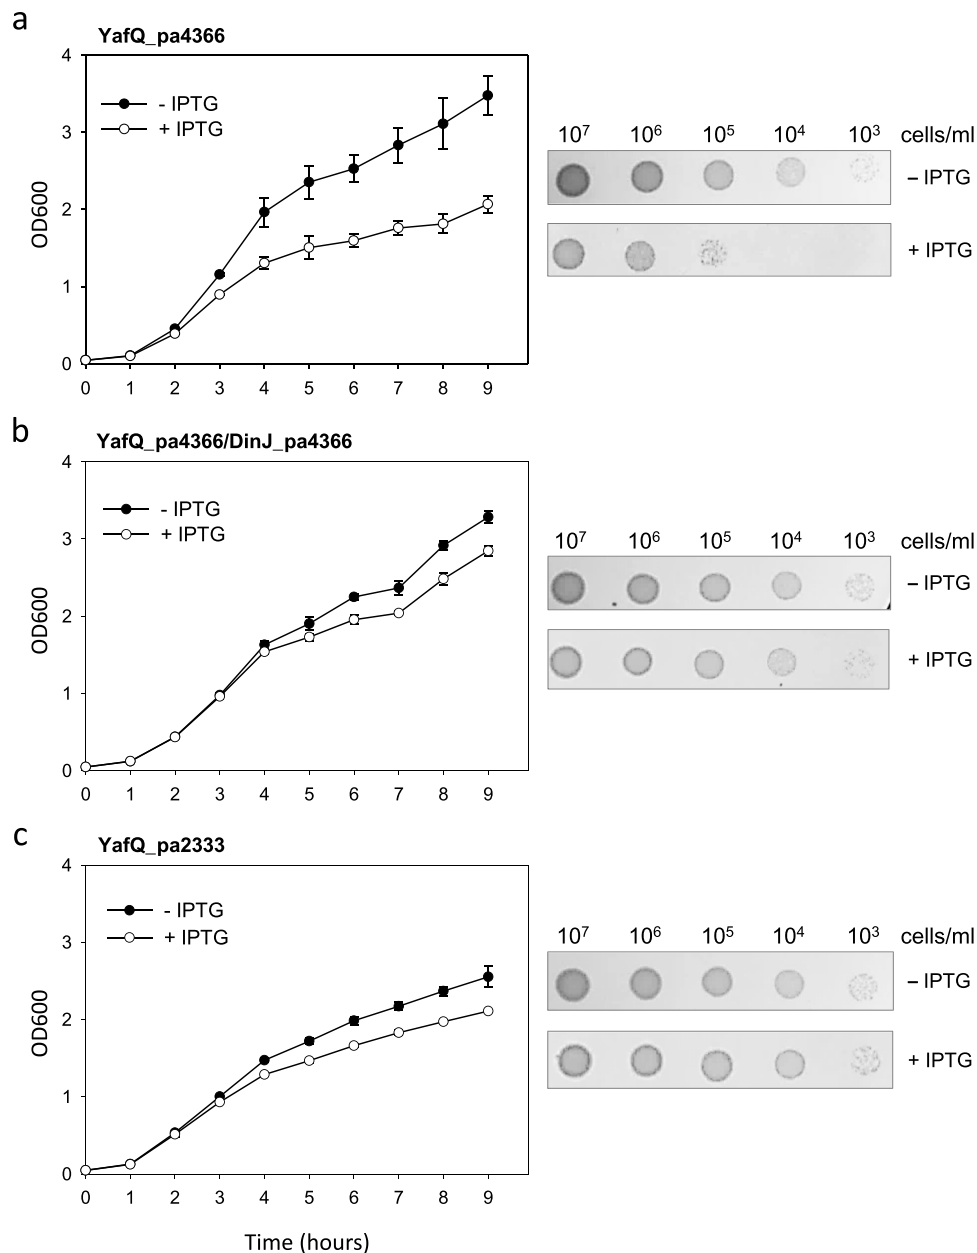 a
YafQ_pa4366
4
3
2
1
0
OD600
- IPTG
+ IPTG
0 1 2 3 4 5 6 7 8 9
10⁷ 10⁶ 10⁵ 10⁴ 10³ cells/ml
– IPTG
+ IPTG
b
YafQ_pa4366/DinJ_pa4366
4
3
2
1
0
OD600
- IPTG
+ IPTG
0 1 2 3 4 5 6 7 8 9
10⁷ 10⁶ 10⁵ 10⁴ 10³ cells/ml
– IPTG
+ IPTG
c
YafQ_pa2333
4
3
2
1
0
OD600
- IPTG
+ IPTG
0 1 2 3 4 5 6 7 8 9
Time (hours)
10⁷ 10⁶ 10⁵ 10⁴ 10³ cells/ml
– IPTG
+ IPTG